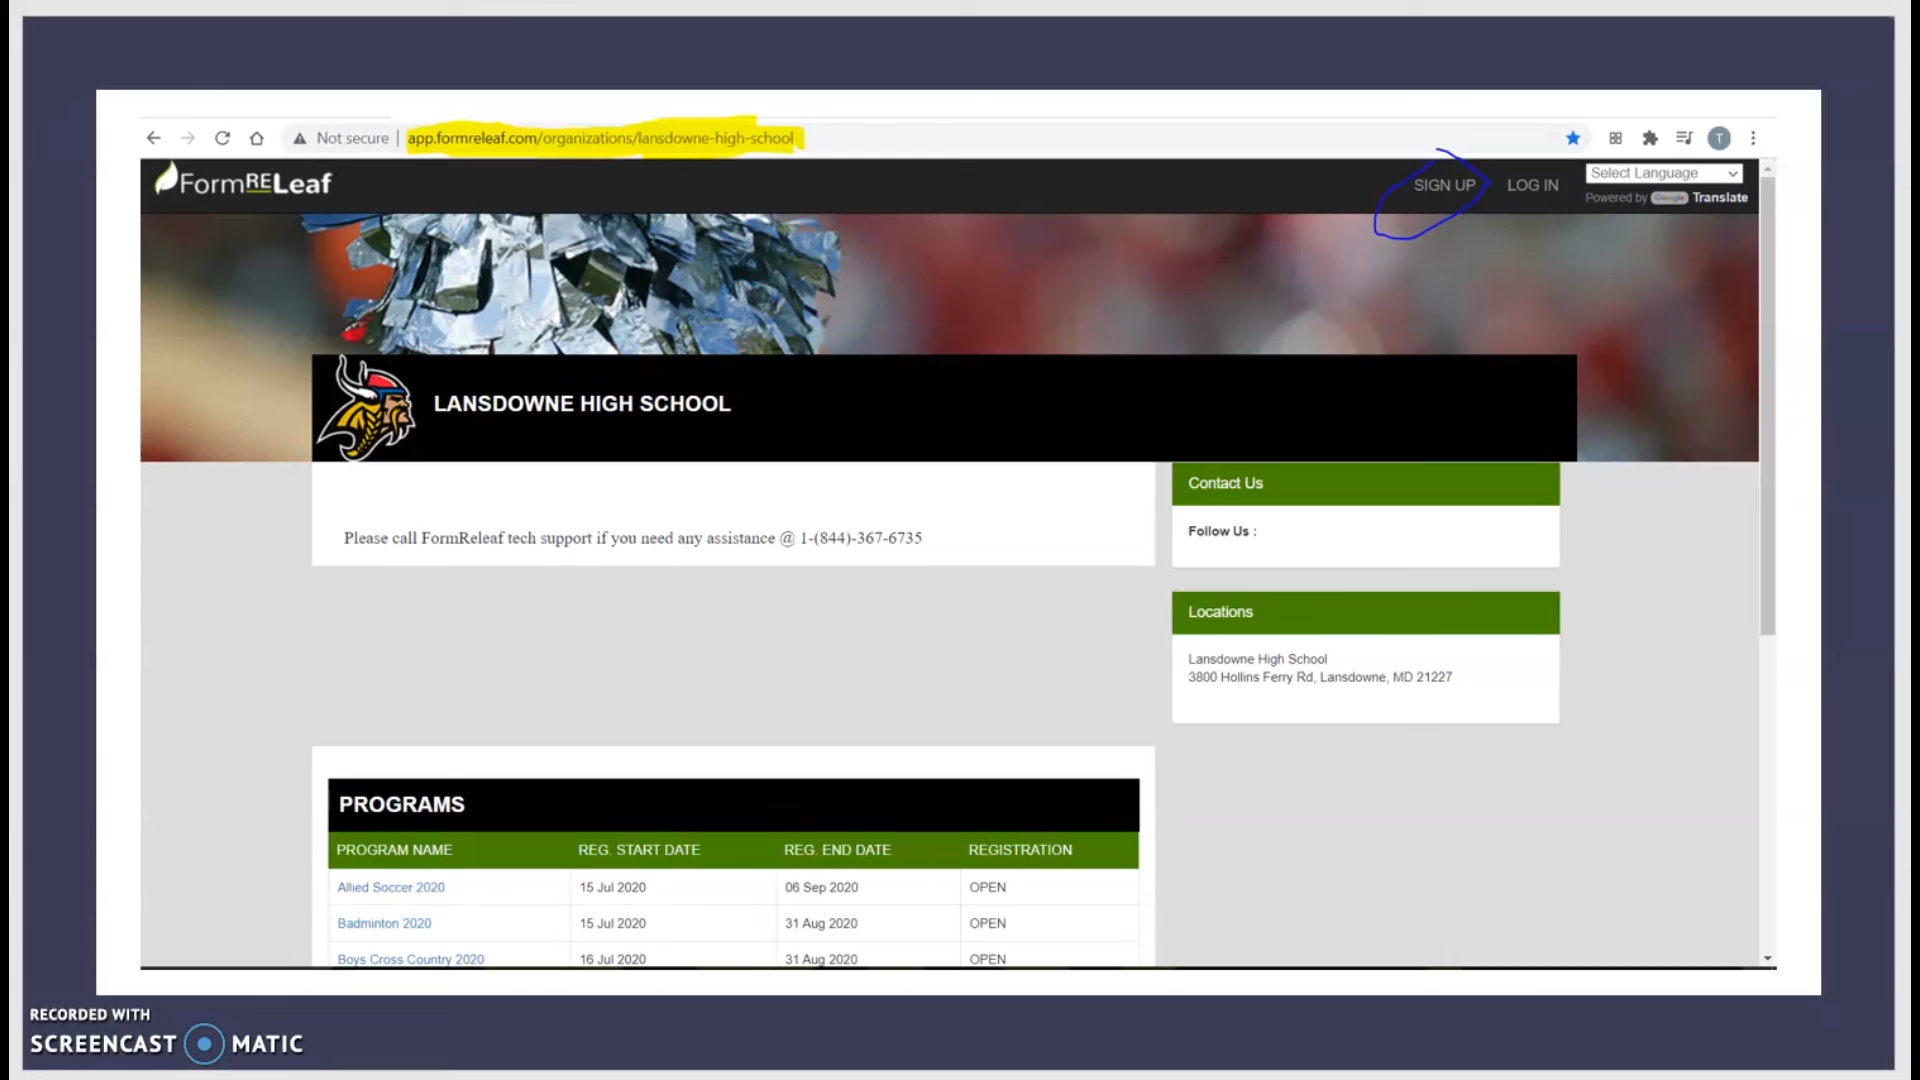 Not secure | app.formreleaf.com/organizations/lansdowne-high-school
T
FormRELeaf
SIGN UP
LOG IN
Select Language
Powered by Google Translate
LANSDOWNE HIGH SCHOOL
Please call FormReleaf tech support if you need any assistance @ 1-(844)-367-6735
Contact Us
Follow Us :
Locations
Lansdowne High School
3800 Hollins Ferry Rd, Lansdowne, MD 21227
PROGRAMS
PROGRAM NAME REG. START DATE REG. END DATE REGISTRATION
Allied Soccer 2020 15 Jul 2020 06 Sep 2020 OPEN
Badminton 2020 15 Jul 2020 31 Aug 2020 OPEN
Boys Cross Country 2020 16 Jul 2020 31 Aug 2020 OPEN
RECORDED WITH
SCREENCAST MATIC